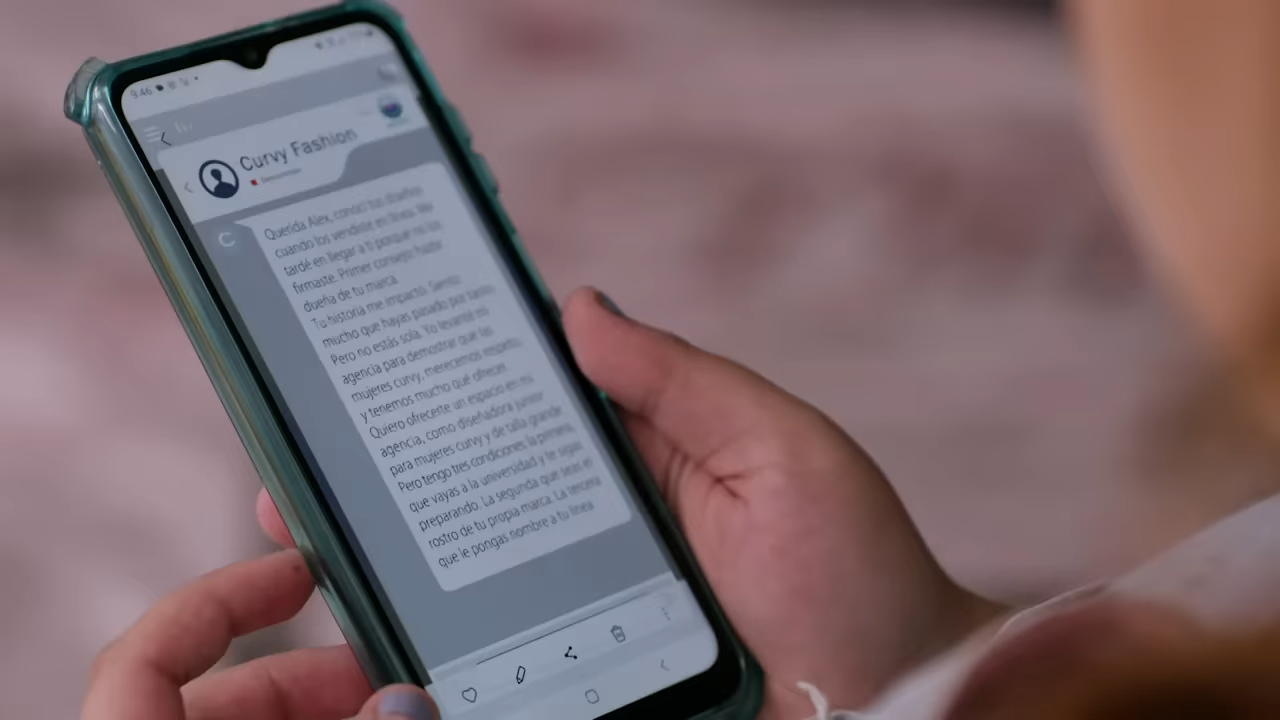 9:46
Curvy Fashion
Querida Alex, conocí tus diseños
cuando los vendiste en línea. Me
tardé en llegar a ti porque no los
firmaste. Primer consejo: hazte
dueña de tu marca.
Tu historia me impactó. Siento
mucho que hayas pasado por tanto.
Pero no estás sola. Yo levanté mi
agencia para demostrar que las
mujeres curvy, merecemos respeto
y tenemos mucho qué ofrecer.
Quiero ofrecerte un espacio en mi
agencia, como diseñadora junior
para mujeres curvy y de talla grande.
Pero tengo tres condiciones la primera,
que vayas a la universidad y te sigas
preparando. La segunda que seas el
rostro de tu propia marca. La tercera
que le pongas nombre a tu línea